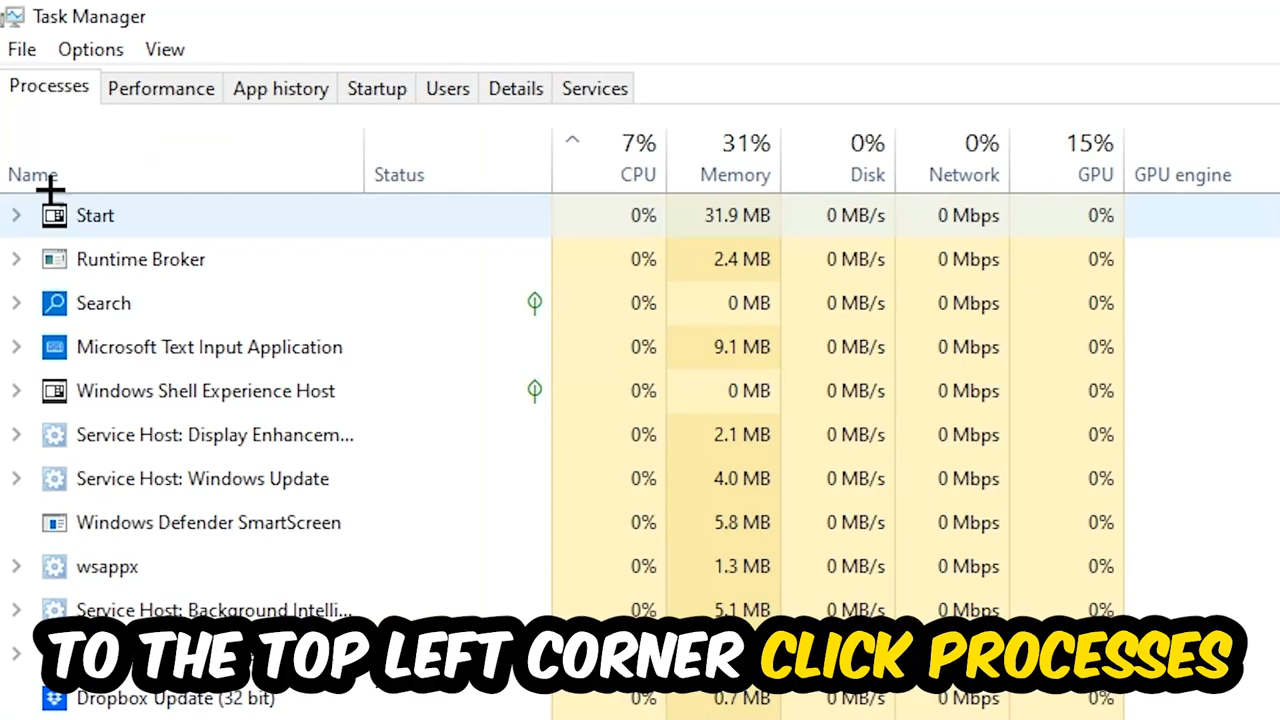 Task Manager
File Options View
Processes Performance App history Startup Users Details Services
7% 31% 0% 0% 15%
Name Status CPU Memory Disk Network GPU GPU engine
Start 0% 31.9 MB 0 MB/s 0 Mbps 0%
Runtime Broker 0% 2.4 MB 0 MB/s 0 Mbps 0%
Search 0% 0 MB 0 MB/s 0 Mbps 0%
Microsoft Text Input Application 0% 9.1 MB 0 MB/s 0 Mbps 0%
Windows Shell Experience Host 0% 0 MB 0 MB/s 0 Mbps 0%
Service Host: Display Enhancem... 0% 2.1 MB 0 MB/s 0 Mbps 0%
Service Host: Windows Update 0% 4.0 MB 0 MB/s 0 Mbps 0%
Windows Defender SmartScreen 0% 5.8 MB 0 MB/s 0 Mbps 0%
wsappx 0% 1.3 MB 0 MB/s 0 Mbps 0%
Service Host: Background Intelli... 0% 5.1 MB 0 MB/s 0 Mbps 0%
TO THE TOP LEFT CORNER CLICK PROCESSES
Dropbox Update (32 bit) 0% 0.7 MB 0 MB/s 0 Mbps 0%